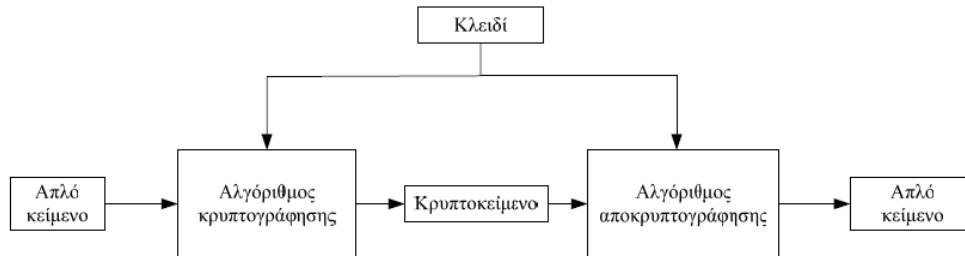 Κλειδί
Απλό
κείμενο
Αλγόριθμος
κρυπτογράφησης
Κρυπτοκείμενο
Αλγόριθμος
αποκρυπτογράφησης
Απλό
κείμενο